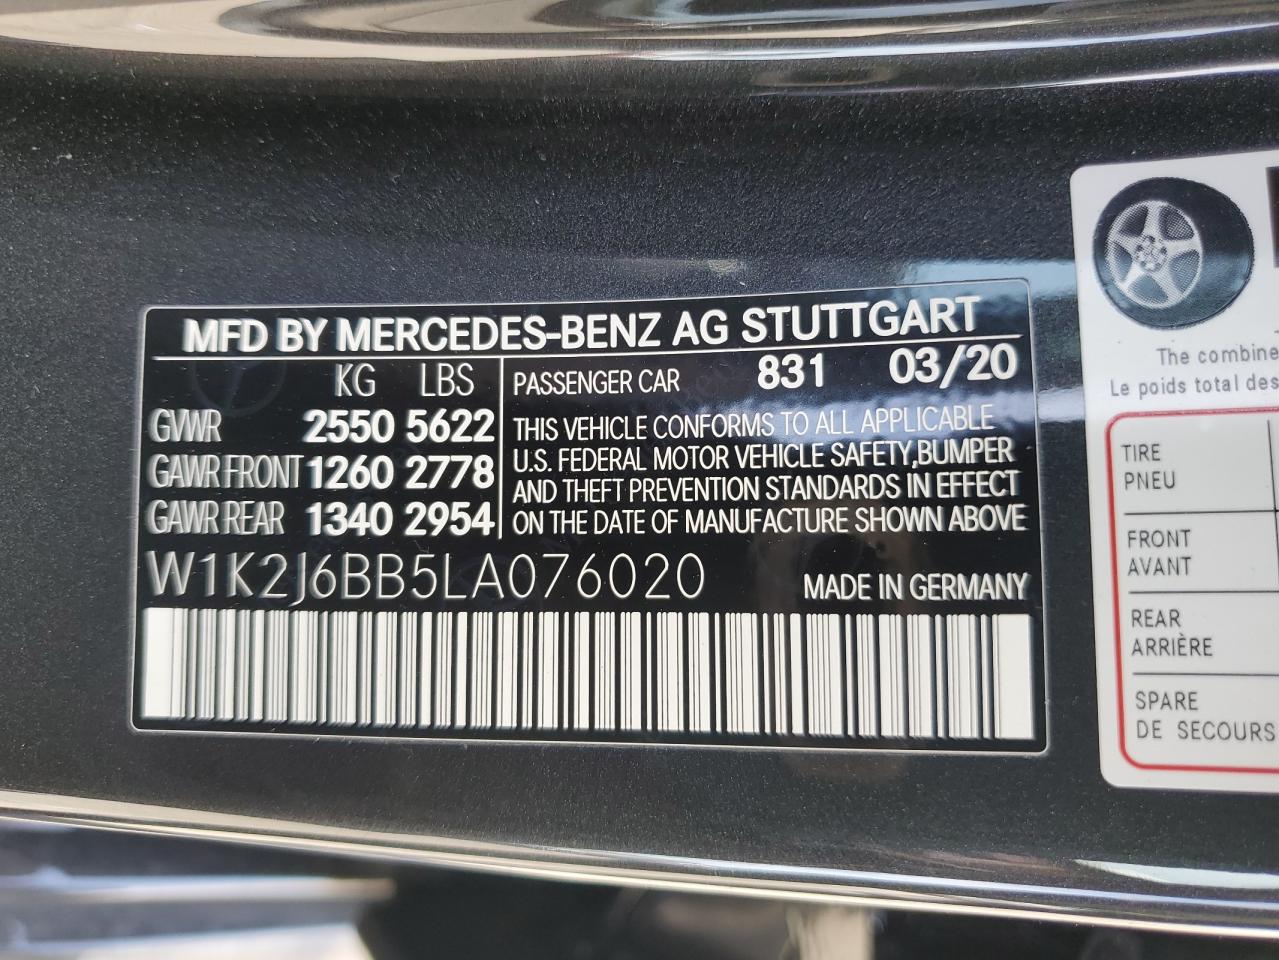 MFD BY MERCEDES-BENZ AG STUTTGART
KG LBS
GVWR 2550 5622
GAWR FRONT 1260 2778
GAWR REAR 1340 2954
PASSENGER CAR 831 03/20
THIS VEHICLE CONFORMS TO ALL APPLICABLE
U.S. FEDERAL MOTOR VEHICLE SAFETY,BUMPER
AND THEFT PREVENTION STANDARDS IN EFFECT
ON THE DATE OF MANUFACTURE SHOWN ABOVE
W1K2J6BB5LA076020
MADE IN GERMANY
The combine
Le poids total des
TIRE
PNEU
FRONT
AVANT
REAR
ARRIÈRE
SPARE
DE SECOURS